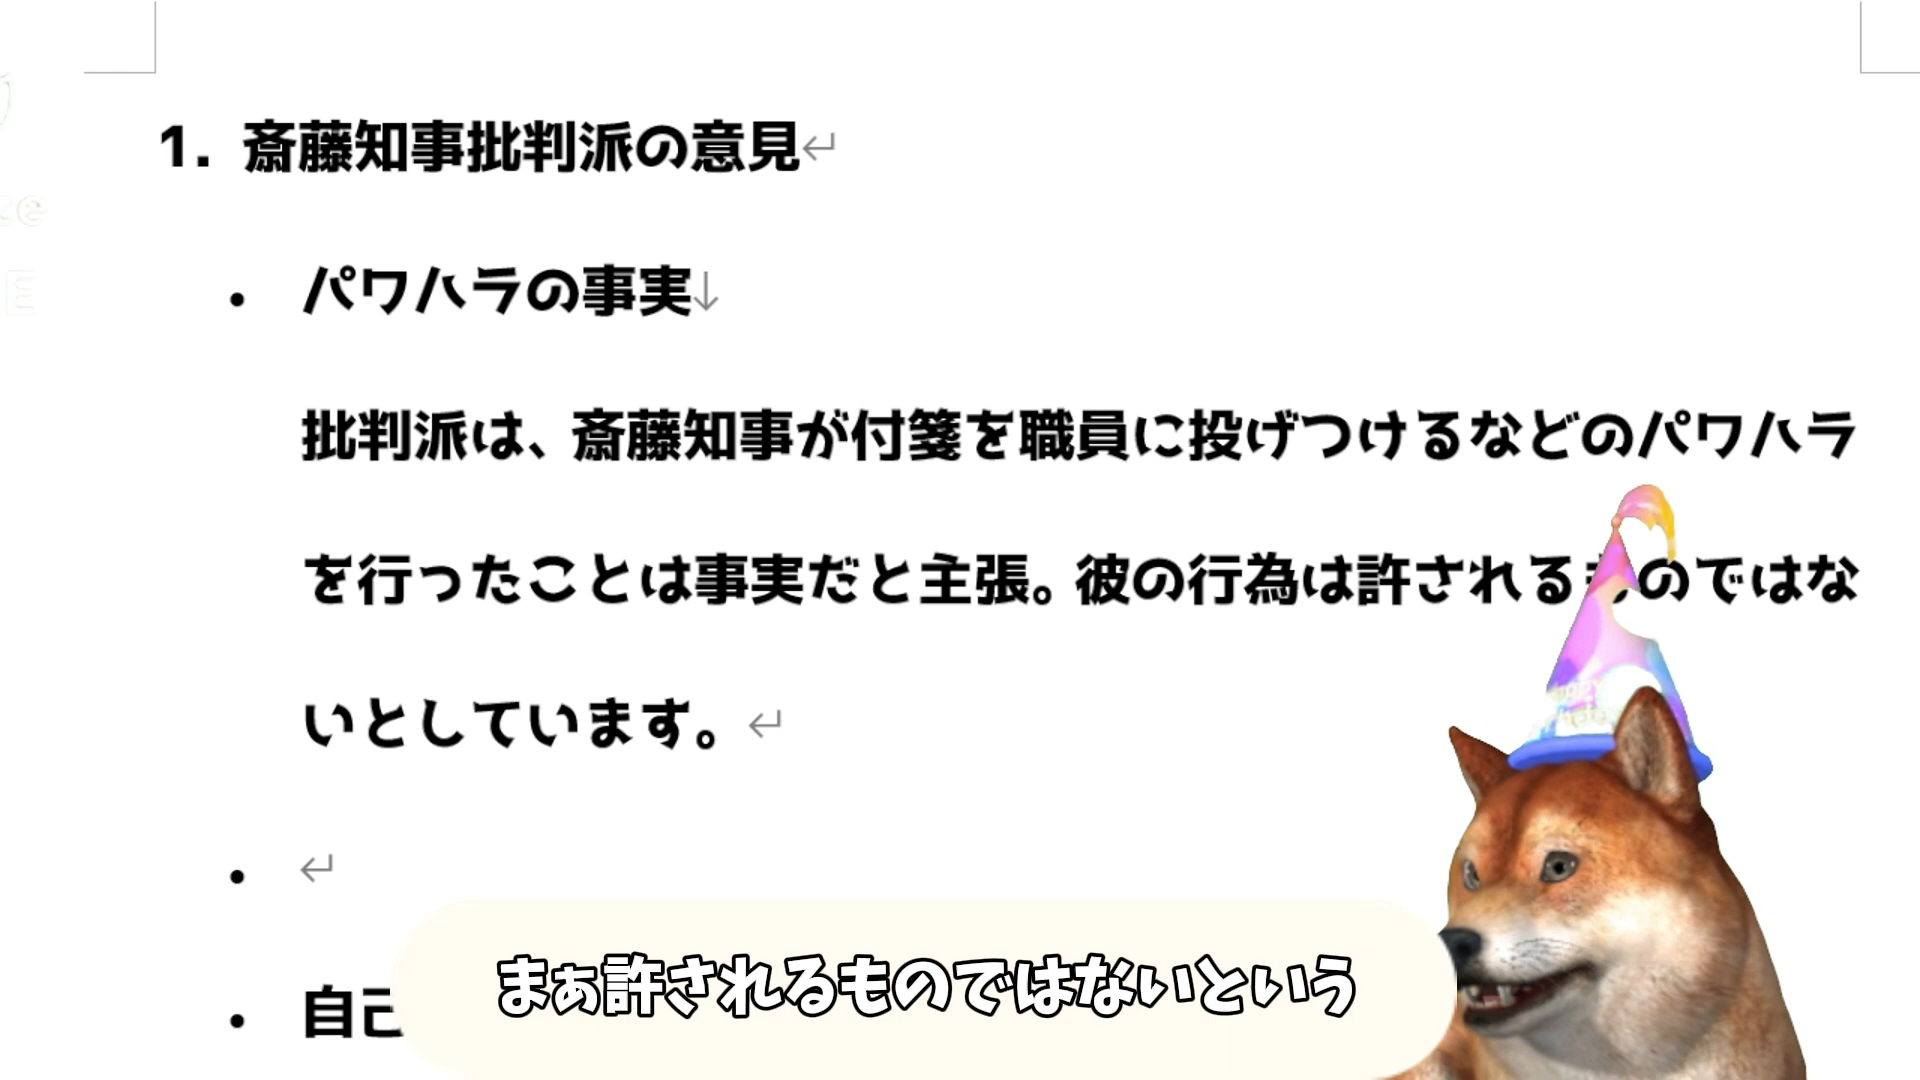 1. 斎藤知事批判派の意見
• パワハラの事実
批判派は、斎藤知事が付箋を職員に投げつけるなどのパワハラ
を行ったことは事実だと主張。彼の行為は許されるものではな
いとしています。
•
• 自己
まぁ許されるものではないという